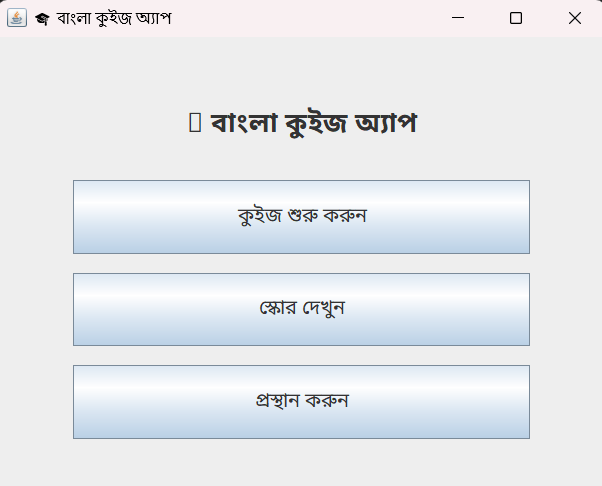 🎓 বাংলা কুইজ অ্যাপ
▯ বাংলা কুইজ অ্যাপ
কুইজ শুরু করুন
স্কোর দেখুন
প্রস্থান করুন